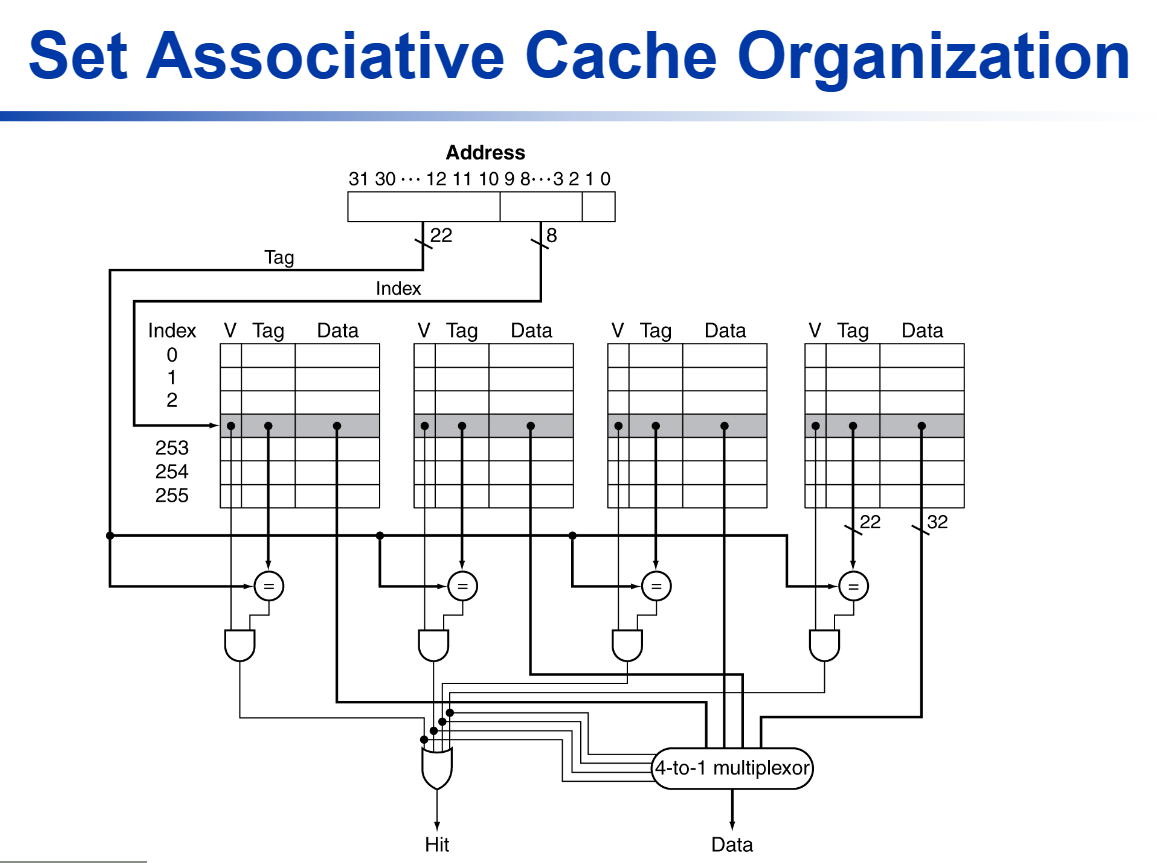 Set Associative Cache Organization
Address
31 30 ··· 12 11 10 9 8···3 2 1 0
22
8
Tag
Index
Index V Tag Data V Tag Data V Tag Data V Tag Data
0
1
2
253
254
255
22
32
= = = =
4-to-1 multiplexor
Hit
Data